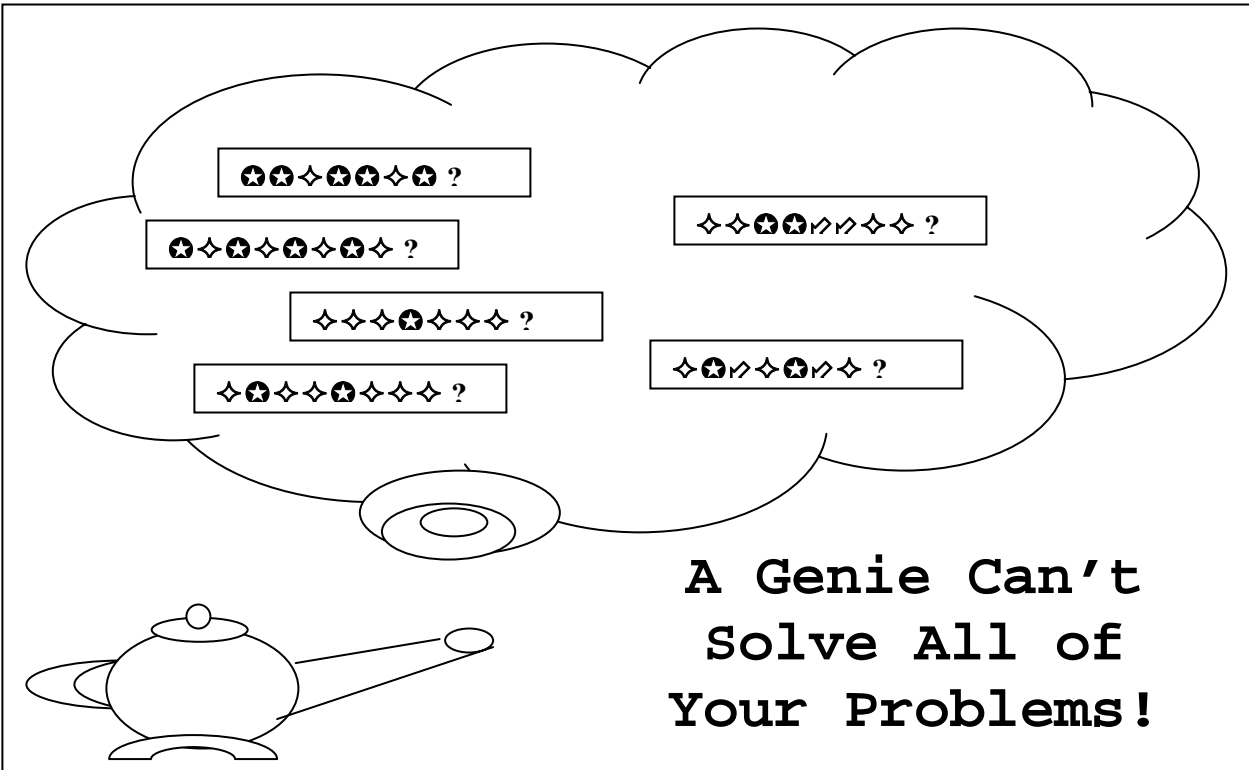 ✪✪✧✪✪✧✪ ?
✧✧✪✪⬃⬃✧✧ ?
✪✧✪✧✪✧✪✧ ?
✧✧✧✪✧✧✧ ?
✧✪⬃✧✪⬃✧ ?
✧✪✧✧✪✧✧✧ ?
A Genie Can’t
Solve All of
Your Problems!